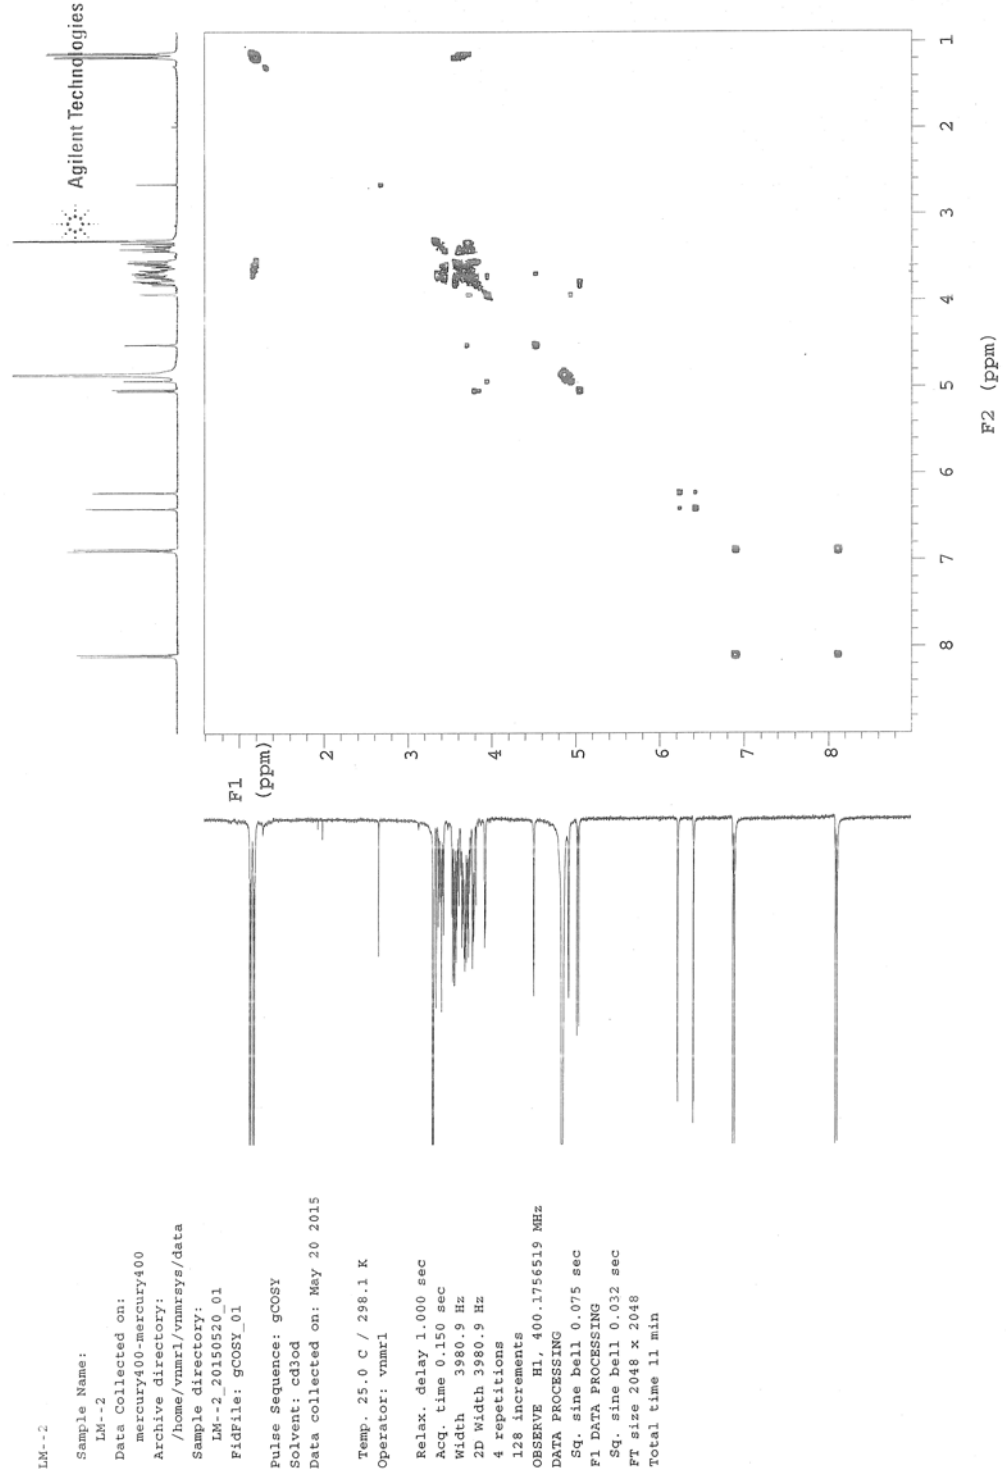 LM--2
Sample Name:
LM--2
Data Collected on:
mercury400-mercury400
Archive directory:
/home/vnmr1/vnmrsys/data
Sample directory:
LM--2_20150520_01
FidFile: gCOSY_01
Pulse Sequence: gCOSY
Solvent: cd3od
Data collected on: May 20 2015
Temp. 25.0 C / 298.1 K
Operator: vnmr1
Relax. delay 1.000 sec
Acq. time 0.150 sec
Width 3980.9 Hz
2D Width 3980.9 Hz
4 repetitions
128 increments
OBSERVE H1, 400.1756519 MHz
DATA PROCESSING
Sq. sine bell 0.075 sec
F1 DATA PROCESSING
Sq. sine bell 0.032 sec
FT size 2048 x 2048
Total time 11 min
Agilent Technologies
F1
(ppm)
2
3
4
5
6
7
8
8
7
6
5
4
3
2
1
F2 (ppm)